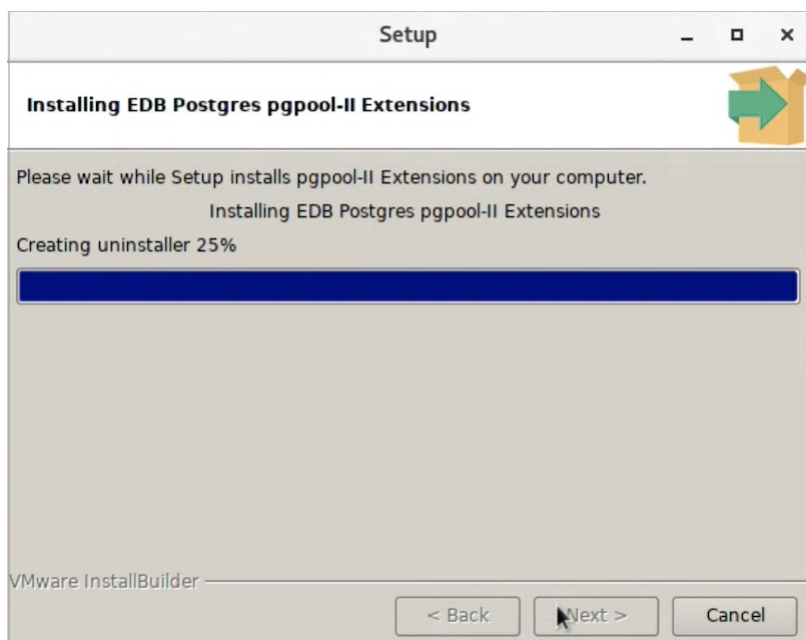 Setup
Installing EDB Postgres pgpool-II Extensions
Please wait while Setup installs pgpool-II Extensions on your computer.
Installing EDB Postgres pgpool-II Extensions
Creating uninstaller 25%
VMware InstallBuilder
< Back Next > Cancel